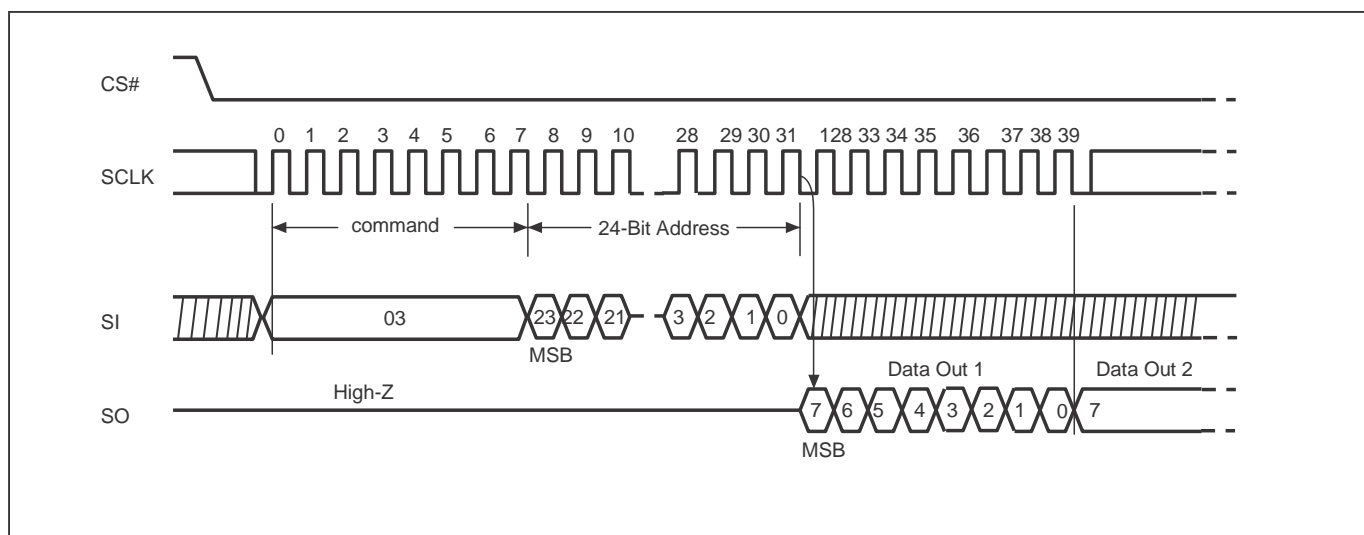 CS#
0 1 2 3 4 5 6 7 8 9 10 28 29 30 31 128 33 34 35 36 37 38 39
SCLK
command 24-Bit Address
SI 03 23 22 21 3 2 1 0
MSB
Data Out 1 Data Out 2
High-Z
SO 7 6 5 4 3 2 1 0 7
MSB